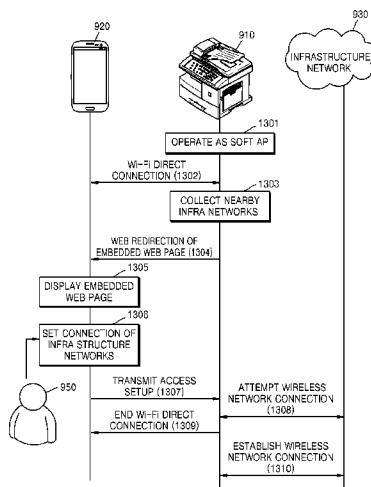 920
910
930
INFRASTRUCTURE
NETWORK
1301
OPERATE AS SOFT AP
WI-FI DIRECT
CONNECTION (1302)
1303
COLLECT NEARBY
INFRA NETWORKS
WEB REDIRECTION OF
EMBEDDED WEB PAGE (1304)
1305
DISPLAY EMBEDDED
WEB PAGE
1306
SET CONNECTION OF
INFRA STRUCTURE
NETWORKS
950
TRANSMIT ACCESS
SETUP (1307)
ATTEMPT WIRELESS
NETWORK CONNECTION
(1308)
END WI-FI DIRECT
CONNECTION (1309)
ESTABLISH WIRELESS
NETWORK CONNECTION
(1310)